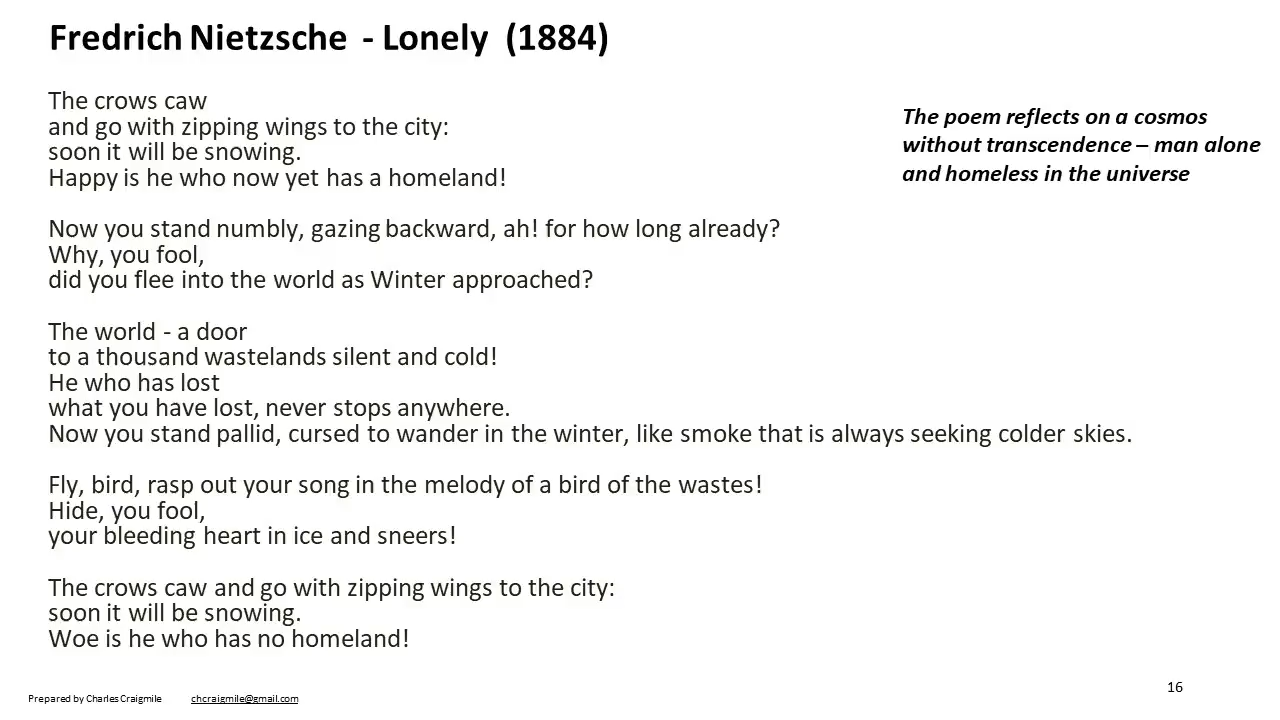 Fredrich Nietzsche - Lonely (1884)
The crows caw
and go with zipping wings to the city:
soon it will be snowing.
Happy is he who now yet has a homeland!
The poem reflects on a cosmos
without transcendence – man alone
and homeless in the universe
Now you stand numbly, gazing backward, ah! for how long already?
Why, you fool,
did you flee into the world as Winter approached?
The world - a door
to a thousand wastelands silent and cold!
He who has lost
what you have lost, never stops anywhere.
Now you stand pallid, cursed to wander in the winter, like smoke that is always seeking colder skies.
Fly, bird, rasp out your song in the melody of a bird of the wastes!
Hide, you fool,
your bleeding heart in ice and sneers!
The crows caw and go with zipping wings to the city:
soon it will be snowing.
Woe is he who has no homeland!
Prepared by Charles Craigmile chcraigmile@gmail.com
16